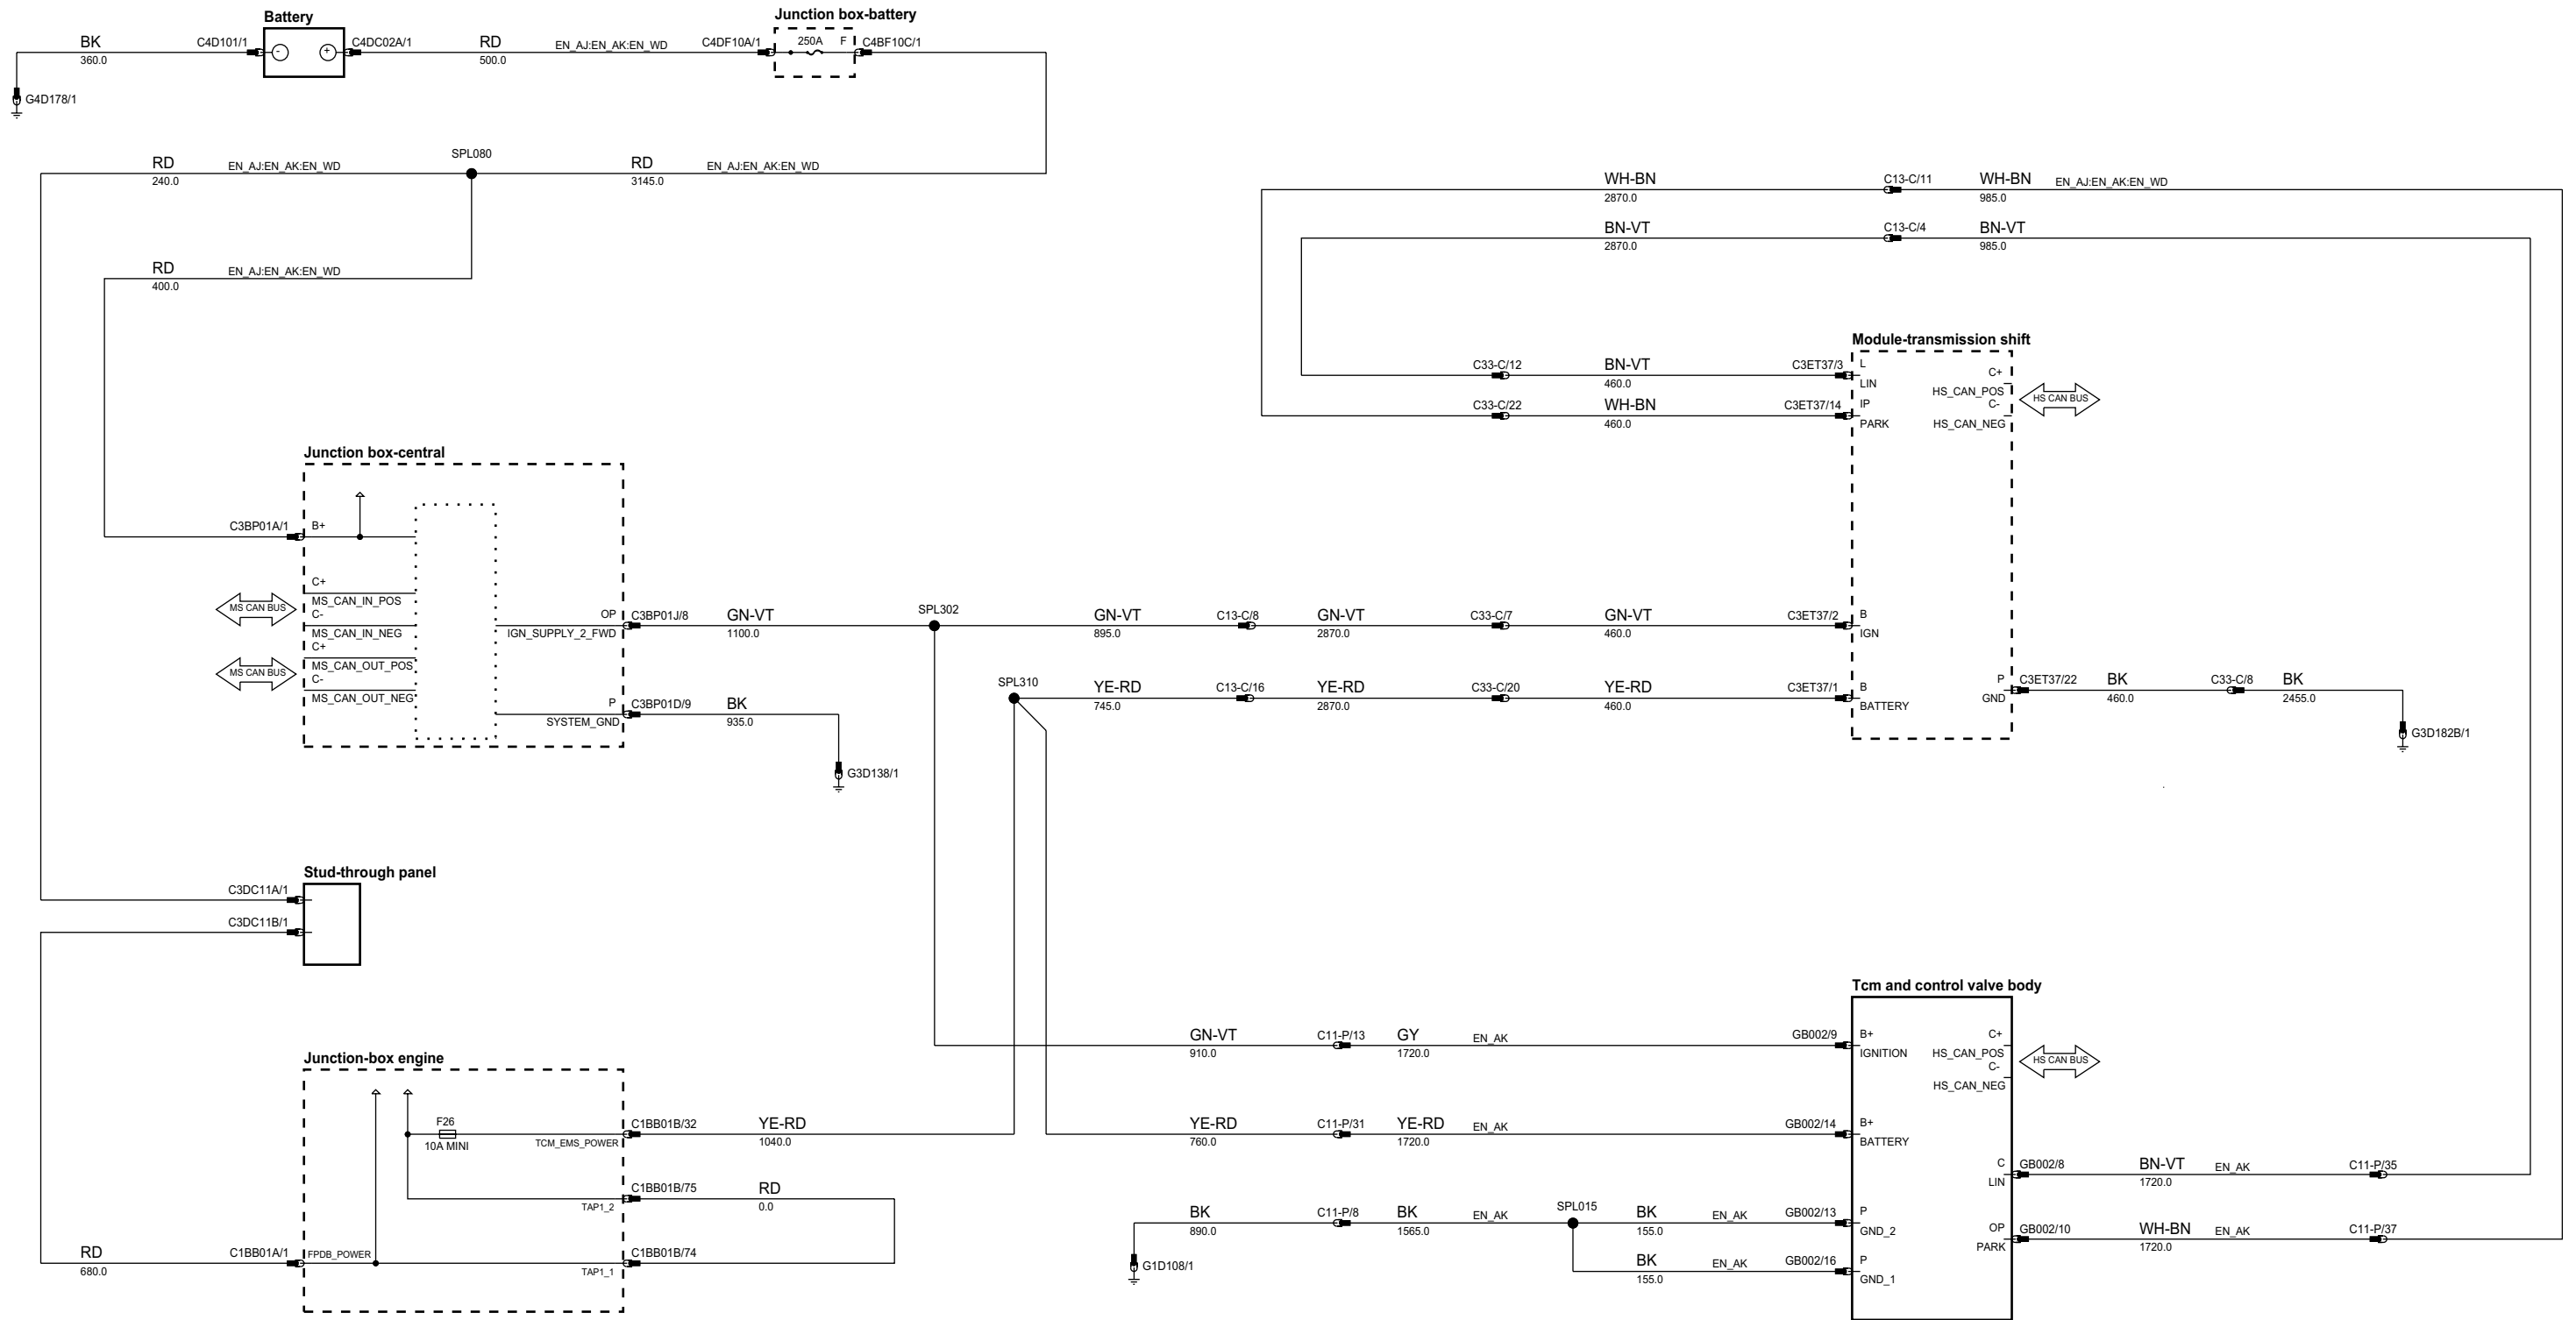 Battery
Junction box-battery
BK
360.0
C4D101/1
-
+
C4DC02A/1
RD
500.0
EN_AJ:EN_AK:EN_WD
C4DF10A/1
250A
F
C4BF10C/1
G4D178/1
RD
240.0
EN_AJ:EN_AK:EN_WD
SPL080
RD
3145.0
EN_AJ:EN_AK:EN_WD
WH-BN
2870.0
C13-C/11
WH-BN
985.0
EN_AJ:EN_AK:EN_WD
BN-VT
2870.0
C13-C/4
BN-VT
985.0
RD
400.0
EN_AJ:EN_AK:EN_WD
Module-transmission shift
C33-C/12
BN-VT
460.0
C3ET37/3
L
LIN
C33-C/22
WH-BN
460.0
C3ET37/14
IP
PARK
C+
HS_CAN_POS
C-
HS_CAN_NEG
HS CAN BUS
Junction box-central
C3BP01A/1
B+
MS CAN BUS
C+
MS_CAN_IN_POS
C-
MS_CAN_IN_NEG
MS CAN BUS
C+
MS_CAN_OUT_POS
C-
MS_CAN_OUT_NEG
OP
IGN_SUPPLY_2_FWD
C3BP01J/8
GN-VT
1100.0
SPL302
GN-VT
895.0
C13-C/8
GN-VT
2870.0
C33-C/7
GN-VT
460.0
C3ET37/2
B
IGN
P
SYSTEM_GND
C3BP01D/9
BK
935.0
G3D138/1
SPL310
YE-RD
745.0
C13-C/16
YE-RD
2870.0
C33-C/20
YE-RD
460.0
C3ET37/1
B
BATTERY
P
GND
C3ET37/22
BK
460.0
C33-C/8
BK
2455.0
G3D182B/1
Stud-through panel
C3DC11A/1
C3DC11B/1
Junction-box engine
F26
10A MINI
TCM_EMS_POWER
C1BB01B/32
YE-RD
1040.0
TAP1_2
C1BB01B/75
RD
0.0
RD
680.0
C1BB01A/1
FPDB_POWER
TAP1_1
C1BB01B/74
Tcm and control valve body
GN-VT
910.0
C11-P/13
GY
1720.0
EN_AK
GB002/9
B+
IGNITION
C+
HS_CAN_POS
C-
HS_CAN_NEG
HS CAN BUS
YE-RD
760.0
C11-P/31
YE-RD
1720.0
EN_AK
GB002/14
B+
BATTERY
C
LIN
GB002/8
BN-VT
1720.0
EN_AK
C11-P/35
BK
890.0
C11-P/8
BK
1565.0
EN_AK
SPL015
BK
155.0
EN_AK
GB002/13
P
GND_2
OP
PARK
GB002/10
WH-BN
1720.0
EN_AK
C11-P/37
G1D108/1
BK
155.0
EN_AK
GB002/16
P
GND_1